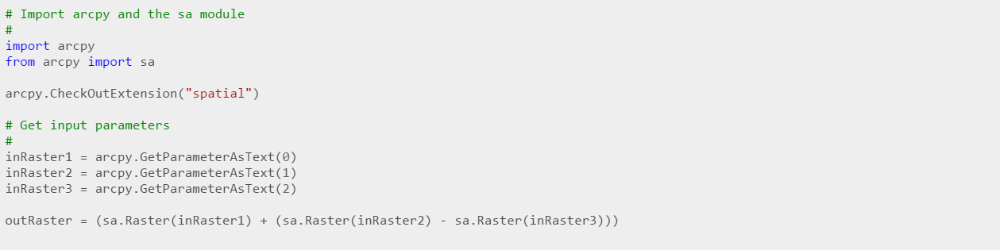 # Import arcpy and the sa module
#
import arcpy
from arcpy import sa
arcpy.CheckOutExtension("spatial")
# Get input parameters
#
inRaster1 = arcpy.GetParameterAsText(0)
inRaster2 = arcpy.GetParameterAsText(1)
inRaster3 = arcpy.GetParameterAsText(2)
outRaster = (sa.Raster(inRaster1) + (sa.Raster(inRaster2) - sa.Raster(inRaster3)))